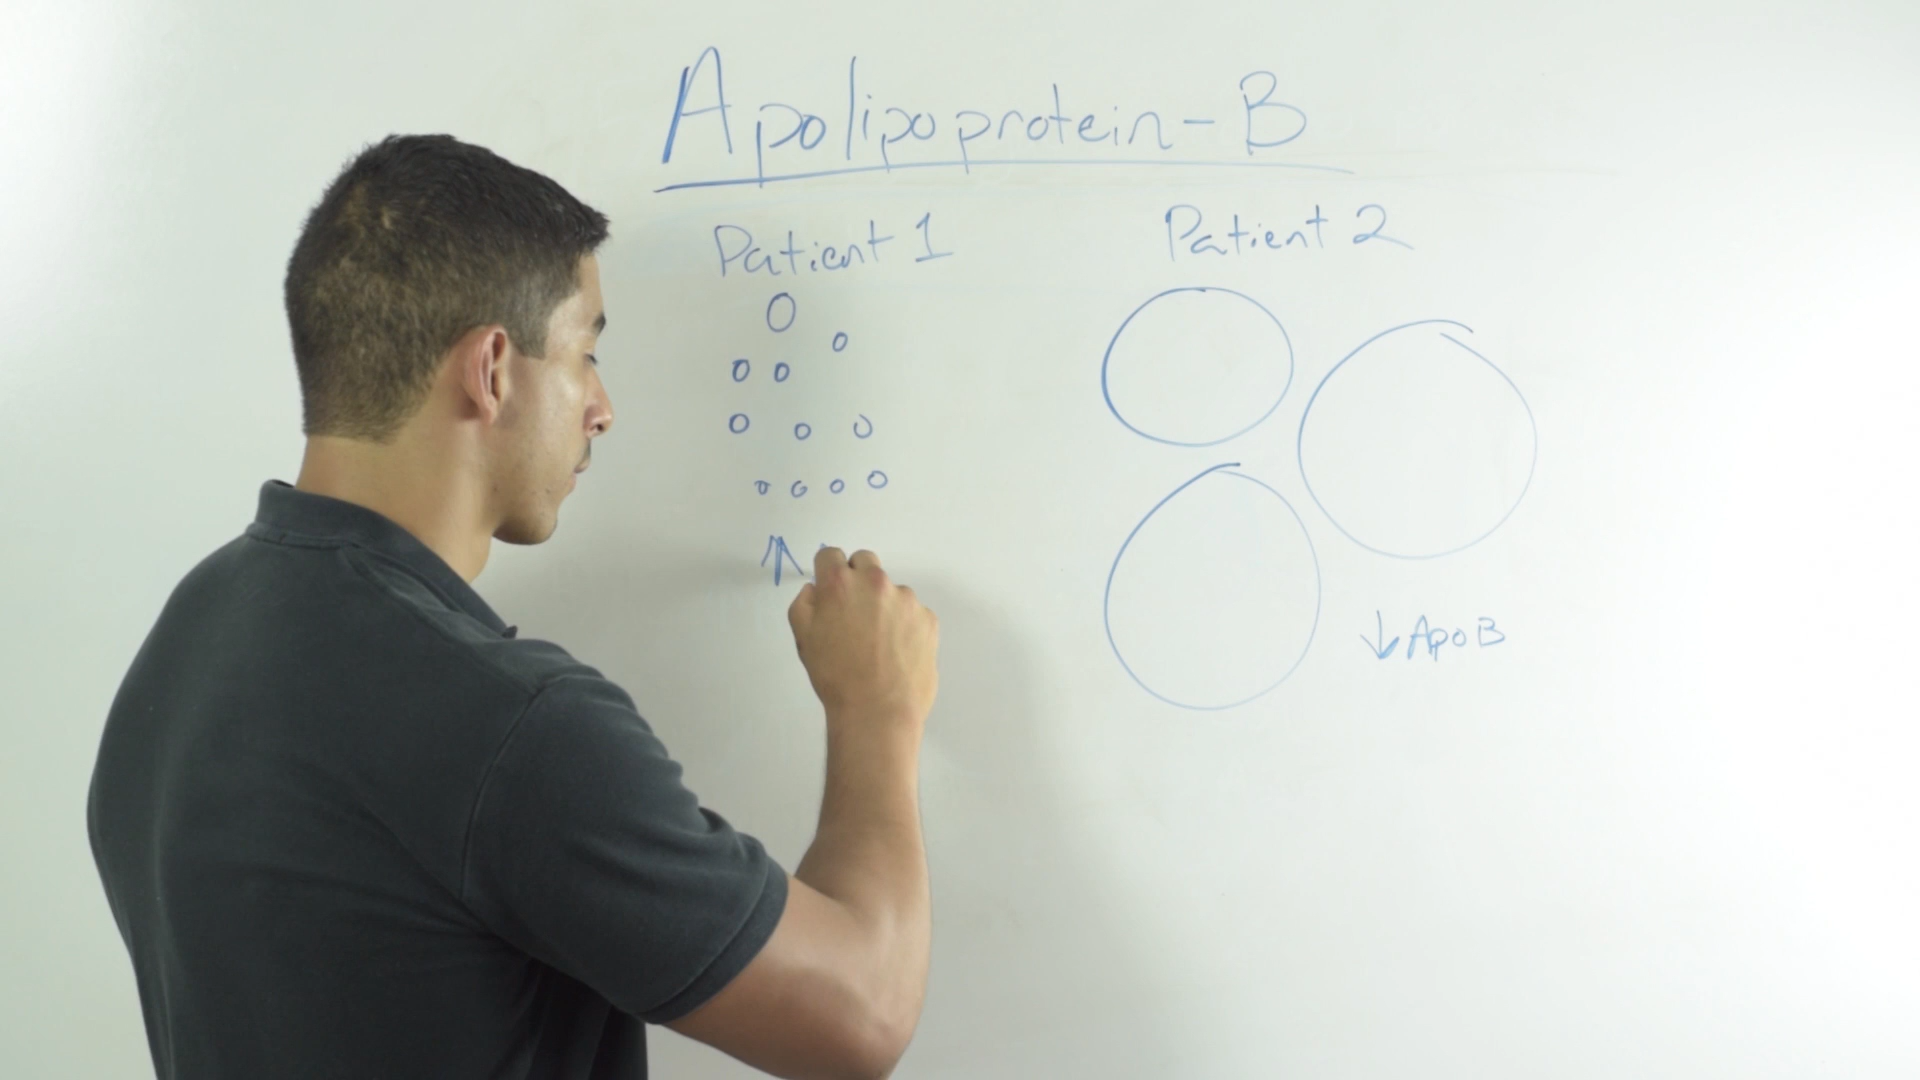 Apolipoprotein-B
Patient 1
Patient 2
↑
↓ ApoB